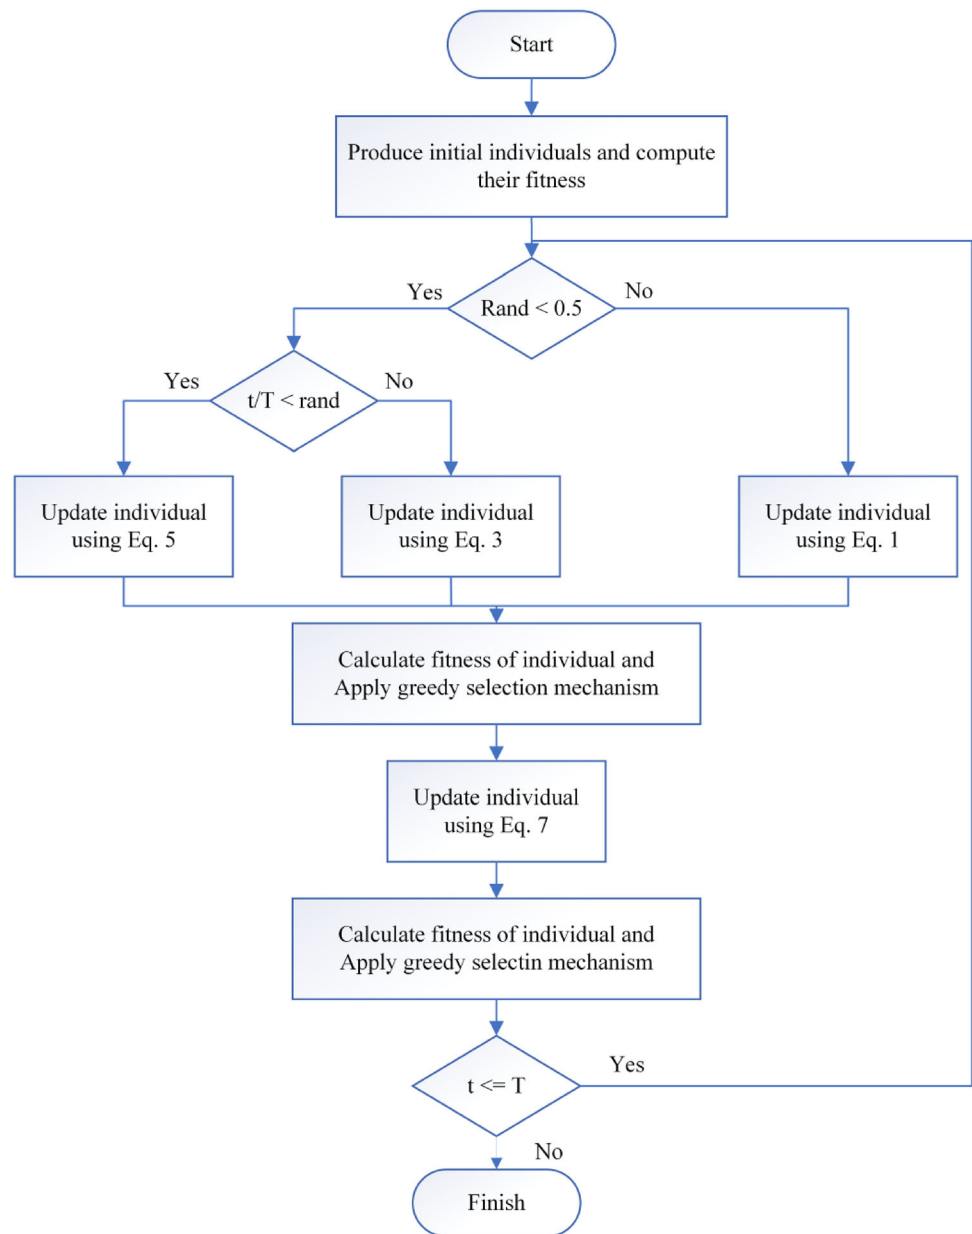 Start
Produce initial individuals and compute
their fitness
Yes
Rand < 0.5
No
Yes
t/T < rand
No
Update individual
using Eq. 5
Update individual
using Eq. 3
Update individual
using Eq. 1
Calculate fitness of individual and
Apply greedy selection mechanism
Update individual
using Eq. 7
Calculate fitness of individual and
Apply greedy selectin mechanism
t <= T
Yes
No
Finish